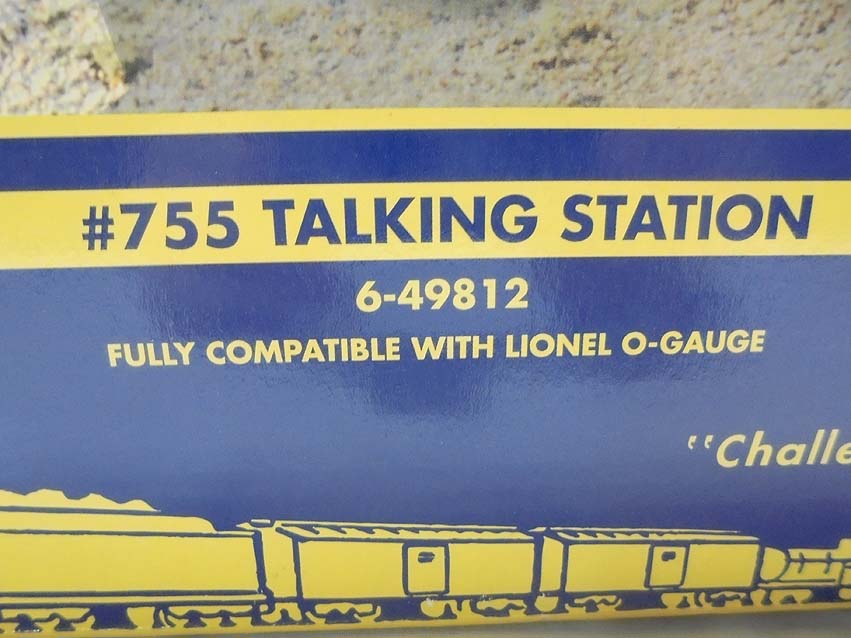 #755 TALKING STATION
6-49812
FULLY COMPATIBLE WITH LIONEL O-GAUGE
"Challe